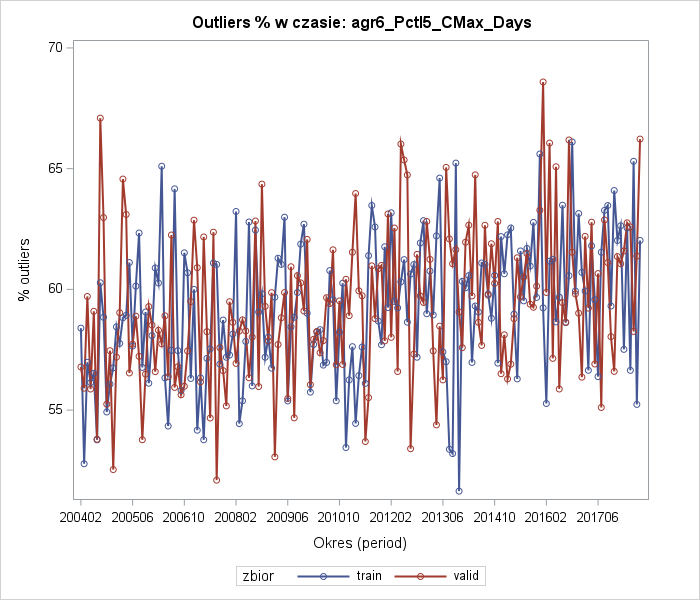 Outliers % w czasie: agr6_Pctl5_CMax_Days
70
65
60
55
% outliers
200402 200506 200610 200802 200906 201010 201202 201306 201410 201602 201706
Okres (period)
zbior train valid